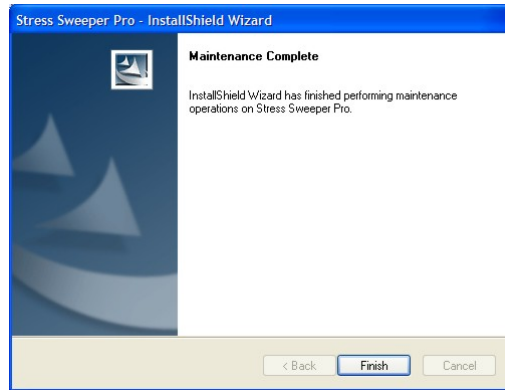 Stress Sweeper Pro - InstallShield Wizard
Maintenance Complete
InstallShield Wizard has finished performing maintenance
operations on Stress Sweeper Pro.
< Back Finish Cancel